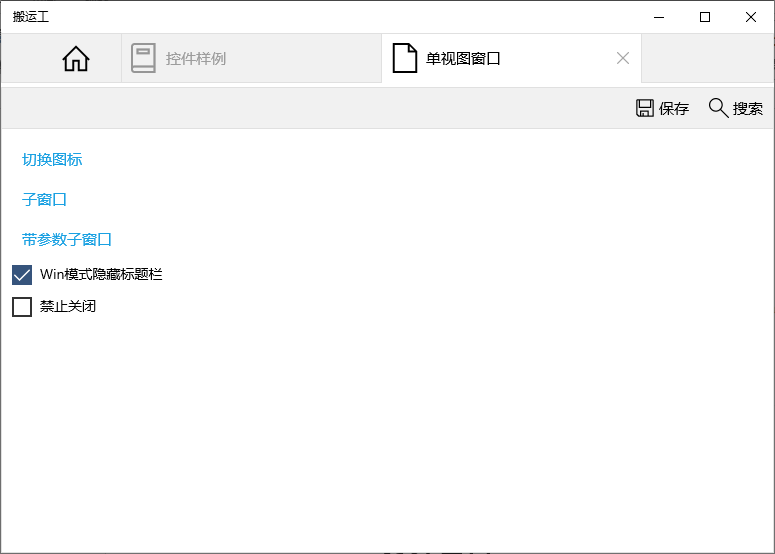 搬运工
控件样例
单视图窗口
保存
搜索
切换图标
子窗口
带参数子窗口
Win模式隐藏标题栏
禁止关闭